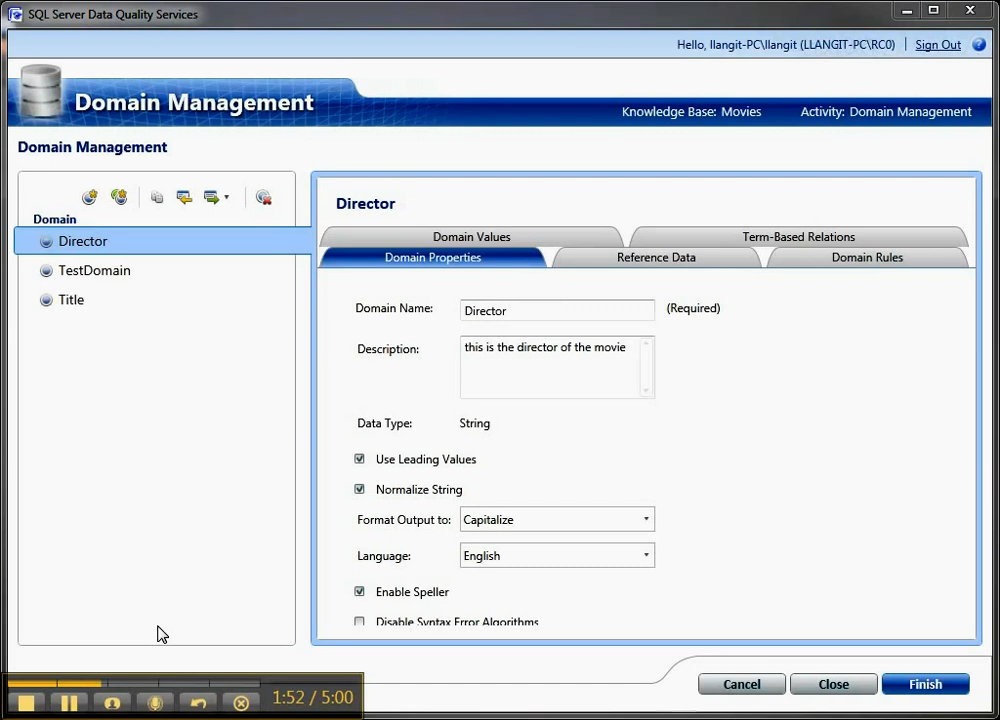 SQL Server Data Quality Services
Hello, llangit-PC\llangit (LLANGIT-PC\RC0) | Sign Out
Domain Management
Knowledge Base: Movies
Activity: Domain Management
Domain Management
Domain
Director
TestDomain
Title
Director
Domain Values
Term-Based Relations
Domain Properties
Reference Data
Domain Rules
Domain Name: Director (Required)
Description: this is the director of the movie
Data Type: String
Use Leading Values
Normalize String
Format Output to: Capitalize
Language: English
Enable Speller
Disable Syntax Error Algorithms
1:52 / 5:00
Cancel
Close
Finish